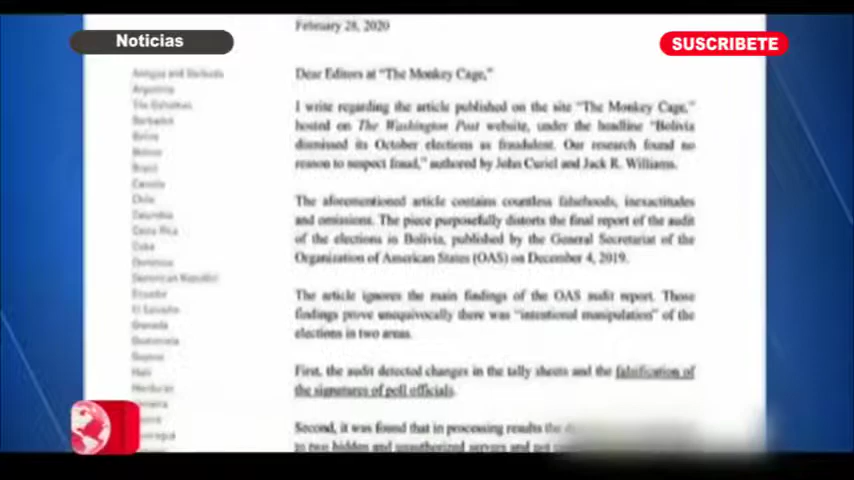 February 28, 2020
Noticias
SUSCRIBETE
Antigua and Barbuda
Argentina
The Bahamas
Barbados
Belize
Bolivia
Brazil
Canada
Chile
Colombia
Costa Rica
Cuba
Dominica
Dominican Republic
Ecuador
El Salvador
Grenada
Guatemala
Guyana
Haiti
Honduras
Dear Editors at "The Monkey Cage,"
I write regarding the article published on the site "The Monkey Cage,"
hosted on The Washington Post website, under the headline "Bolivia
dismissed its October elections as fraudulent. Our research found no
reason to suspect fraud," authored by John Curiel and Jack R. Williams.
The aforementioned article contains countless falsehoods, inexactitudes
and omissions. The piece purposefully distorts the final report of the audit
of the elections in Bolivia, published by the General Secretariat of the
Organization of American States (OAS) on December 4, 2019.
The article ignores the main findings of the OAS audit report. Those
findings prove unequivocally there was "intentional manipulation" of the
elections in two areas.
First, the audit detected changes in the tally sheets and the falsification of
the signatures of poll officials.
Second, it was found that in processing results the
to two hidden and unauthorized servers and not